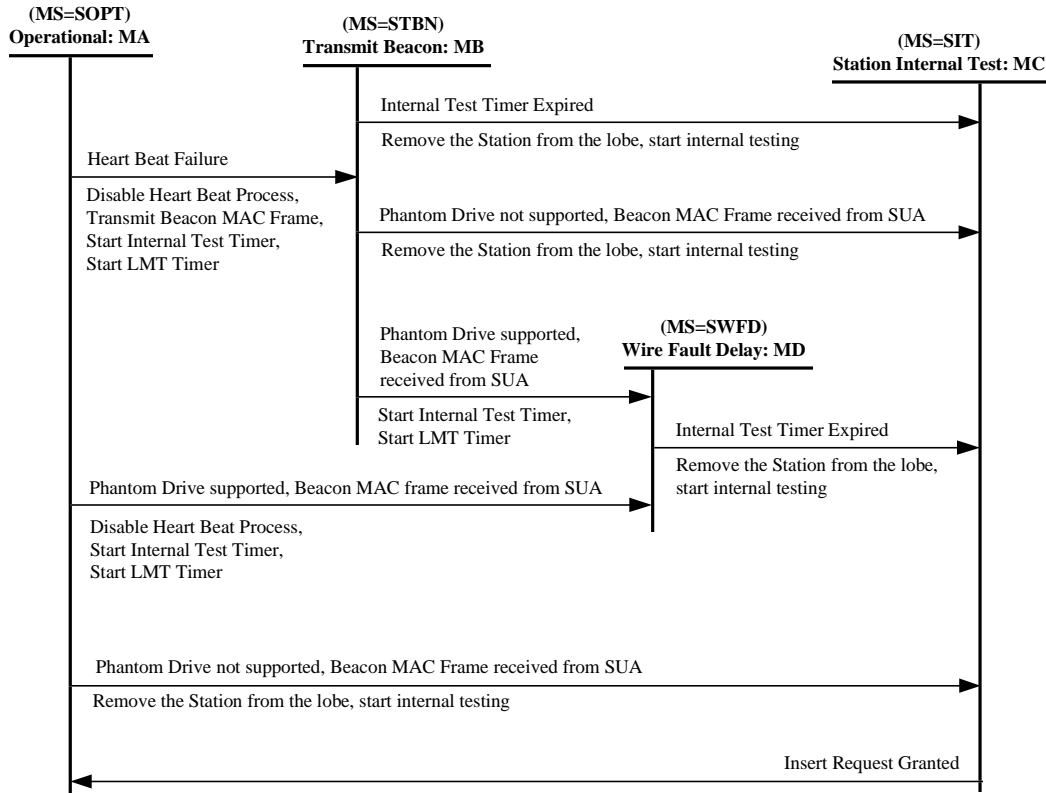 (MS=SOPT)
Operational: MA
(MS=STBN)
Transmit Beacon: MB
(MS=SIT)
Station Internal Test: MC
Internal Test Timer Expired
Remove the Station from the lobe, start internal testing
Heart Beat Failure
Disable Heart Beat Process,
Transmit Beacon MAC Frame,
Start Internal Test Timer,
Start LMT Timer
Phantom Drive not supported, Beacon MAC Frame received from SUA
Remove the Station from the lobe, start internal testing
Phantom Drive supported,
Beacon MAC Frame
received from SUA
Start Internal Test Timer,
Start LMT Timer
(MS=SWFD)
Wire Fault Delay: MD
Internal Test Timer Expired
Remove the Station from the lobe,
start internal testing
Phantom Drive supported, Beacon MAC frame received from SUA
Disable Heart Beat Process,
Start Internal Test Timer,
Start LMT Timer
Phantom Drive not supported, Beacon MAC Frame received from SUA
Remove the Station from the lobe, start internal testing
Insert Request Granted